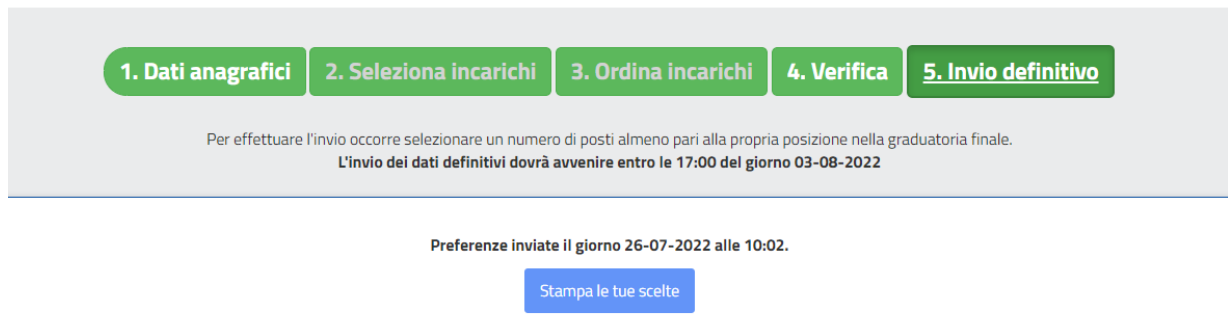 1. Dati anagrafici 2. Seleziona incarichi 3. Ordina incarichi 4. Verifica 5. Invio definitivo
Per effettuare l'invio occorre selezionare un numero di posti almeno pari alla propria posizione nella graduatoria finale.
L'invio dei dati definitivi dovrà avvenire entro le 17:00 del giorno 03-08-2022
Preferenze inviate il giorno 26-07-2022 alle 10:02.
Stampa le tue scelte